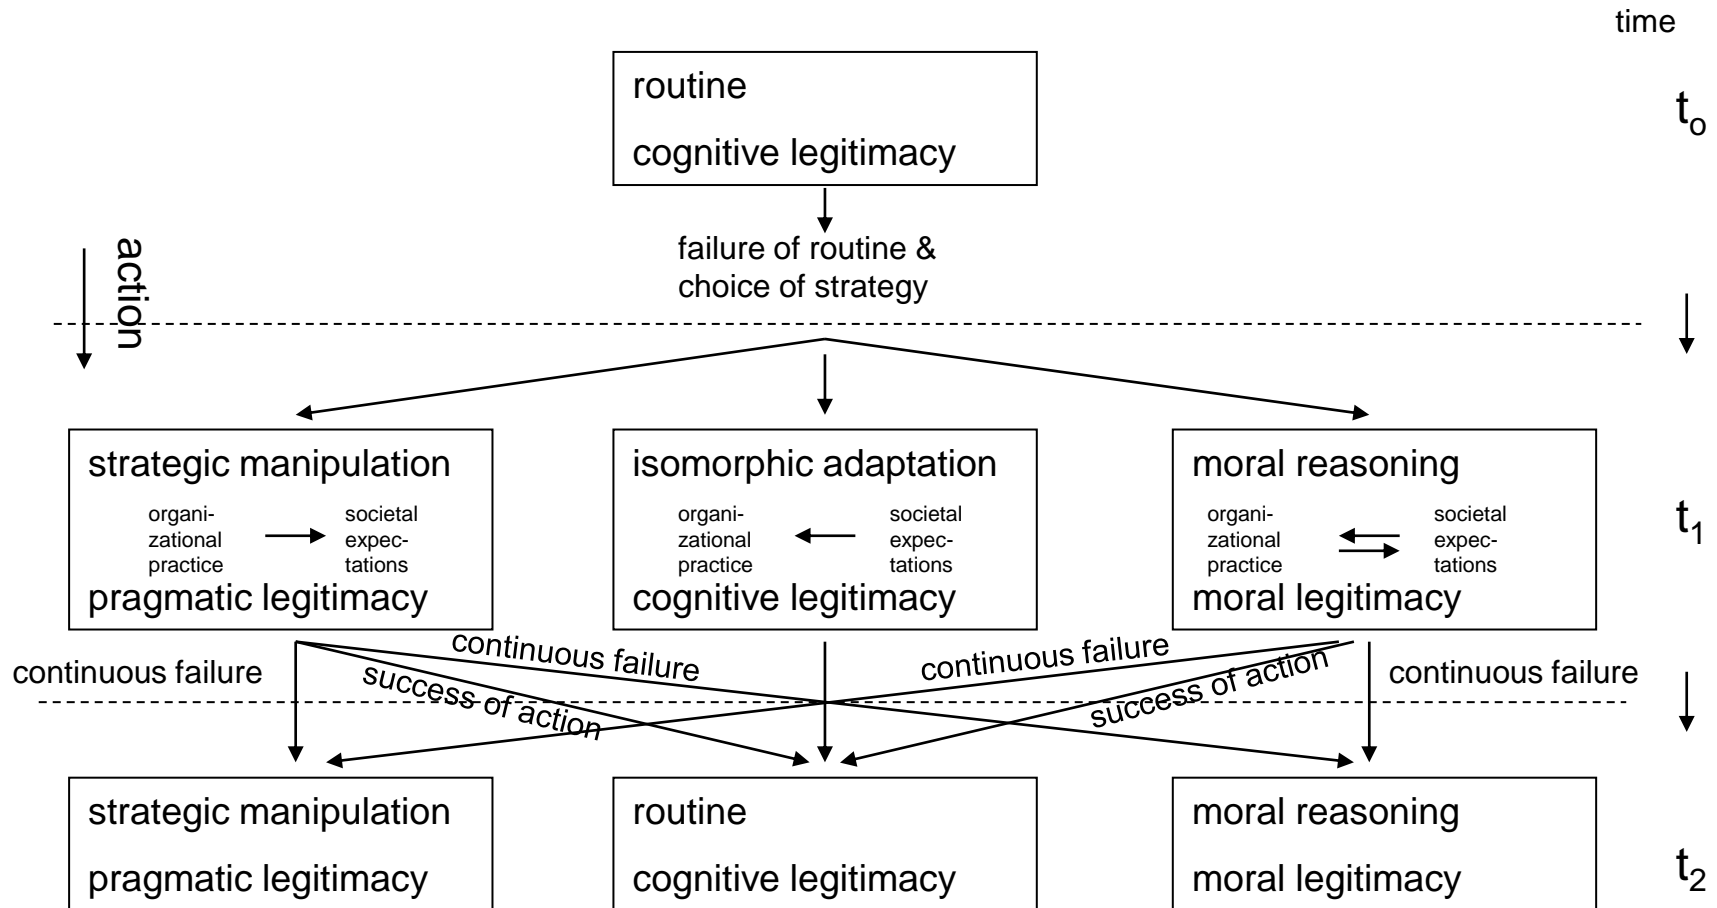 time
routine
cognitive legitimacy
t₀
failure of routine &
choice of strategy
action
strategic manipulation
organi-
zational
practice
societal
expec-
tations
pragmatic legitimacy
isomorphic adaptation
organi-
zational
practice
societal
expec-
tations
cognitive legitimacy
moral reasoning
organi-
zational
practice
societal
expec-
tations
moral legitimacy
t₁
continuous failure
continuous failure
success of action
continuous failure
success of action
continuous failure
strategic manipulation
pragmatic legitimacy
routine
cognitive legitimacy
moral reasoning
moral legitimacy
t₂